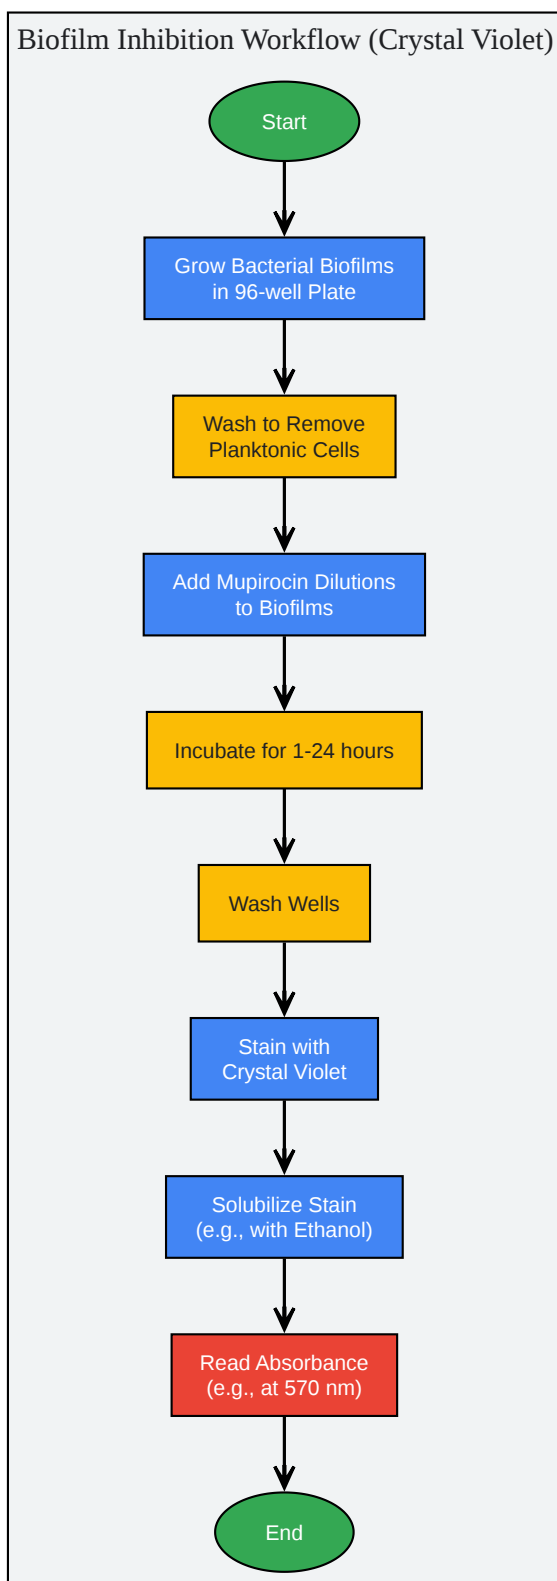 Biofilm Inhibition Workflow (Crystal Violet)
Start
Grow Bacterial Biofilms
in 96-well Plate
Wash to Remove
Planktonic Cells
Add Mupirocin Dilutions
to Biofilms
Incubate for 1-24 hours
Wash Wells
Stain with
Crystal Violet
Solubilize Stain
(e.g., with Ethanol)
Read Absorbance
(e.g., at 570 nm)
End